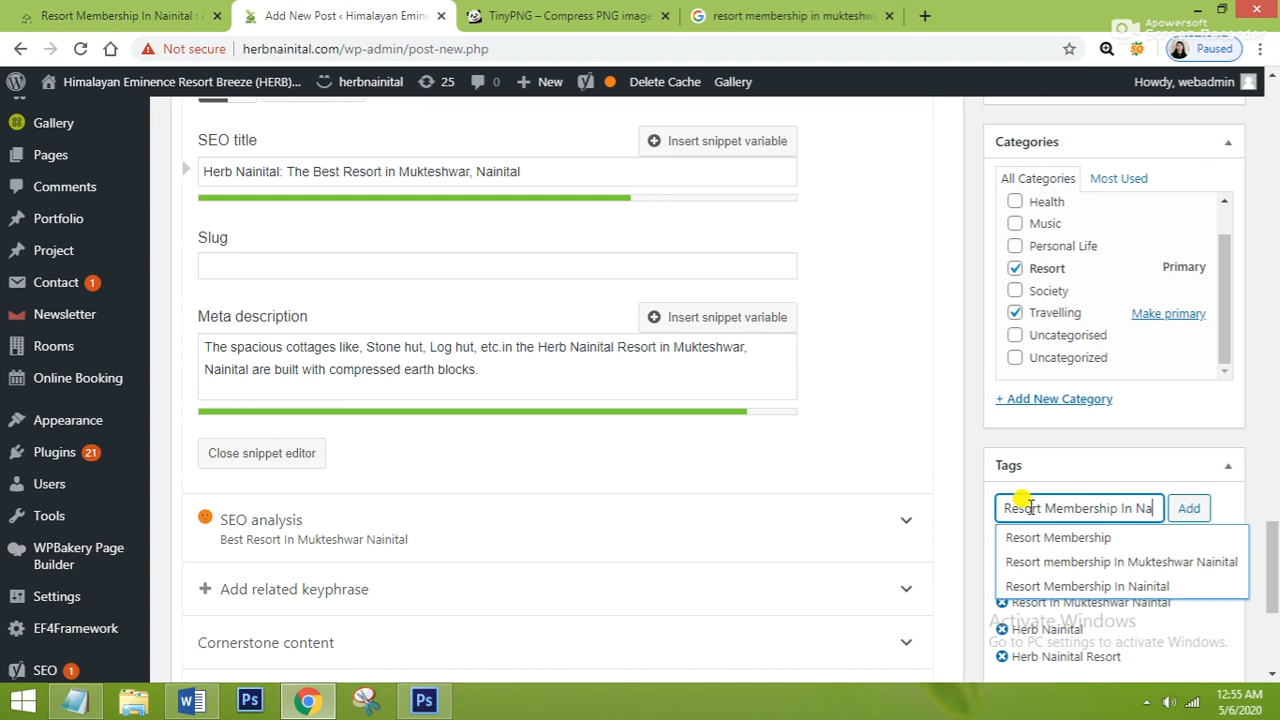 Resort Membership In Nainital : A
Add New Post ‹ Himalayan Emine
TinyPNG – Compress PNG image
resort membership in mukteshw
Apowersoft
Screen Recorder
Not secure
herbnainital.com/wp-admin/post-new.php
Paused
Himalayan Eminence Resort Breeze (HERB)...
herbnainital
25
0
New
Delete Cache
Gallery
Howdy, webadmin
Gallery
Pages
Comments
Portfolio
Project
Contact 1
Newsletter
Rooms
Online Booking
Appearance
Plugins 21
Users
Tools
WPBakery Page
Builder
Settings
EF4Framework
SEO 1
SEO title
Insert snippet variable
Herb Nainital: The Best Resort in Mukteshwar, Nainital
Slug
Meta description
Insert snippet variable
The spacious cottages like, Stone hut, Log hut, etc.in the Herb Nainital Resort in Mukteshwar,
Nainital are built with compressed earth blocks.
Close snippet editor
SEO analysis
Best Resort In Mukteshwar Nainital
Add related keyphrase
Cornerstone content
Categories
All Categories
Most Used
Health
Music
Personal Life
Resort
Primary
Society
Travelling
Make primary
Uncategorised
Uncategorized
+ Add New Category
Tags
Resort Membership In Na
Add
Resort Membership
Resort membership In Mukteshwar Nainital
Resort Membership In Nainital
Resort In Mukteshwar Naintal
Herb Nainital
Herb Nainital Resort
Activate Windows
Go to PC settings to activate Windows.
12:55 AM
5/6/2020